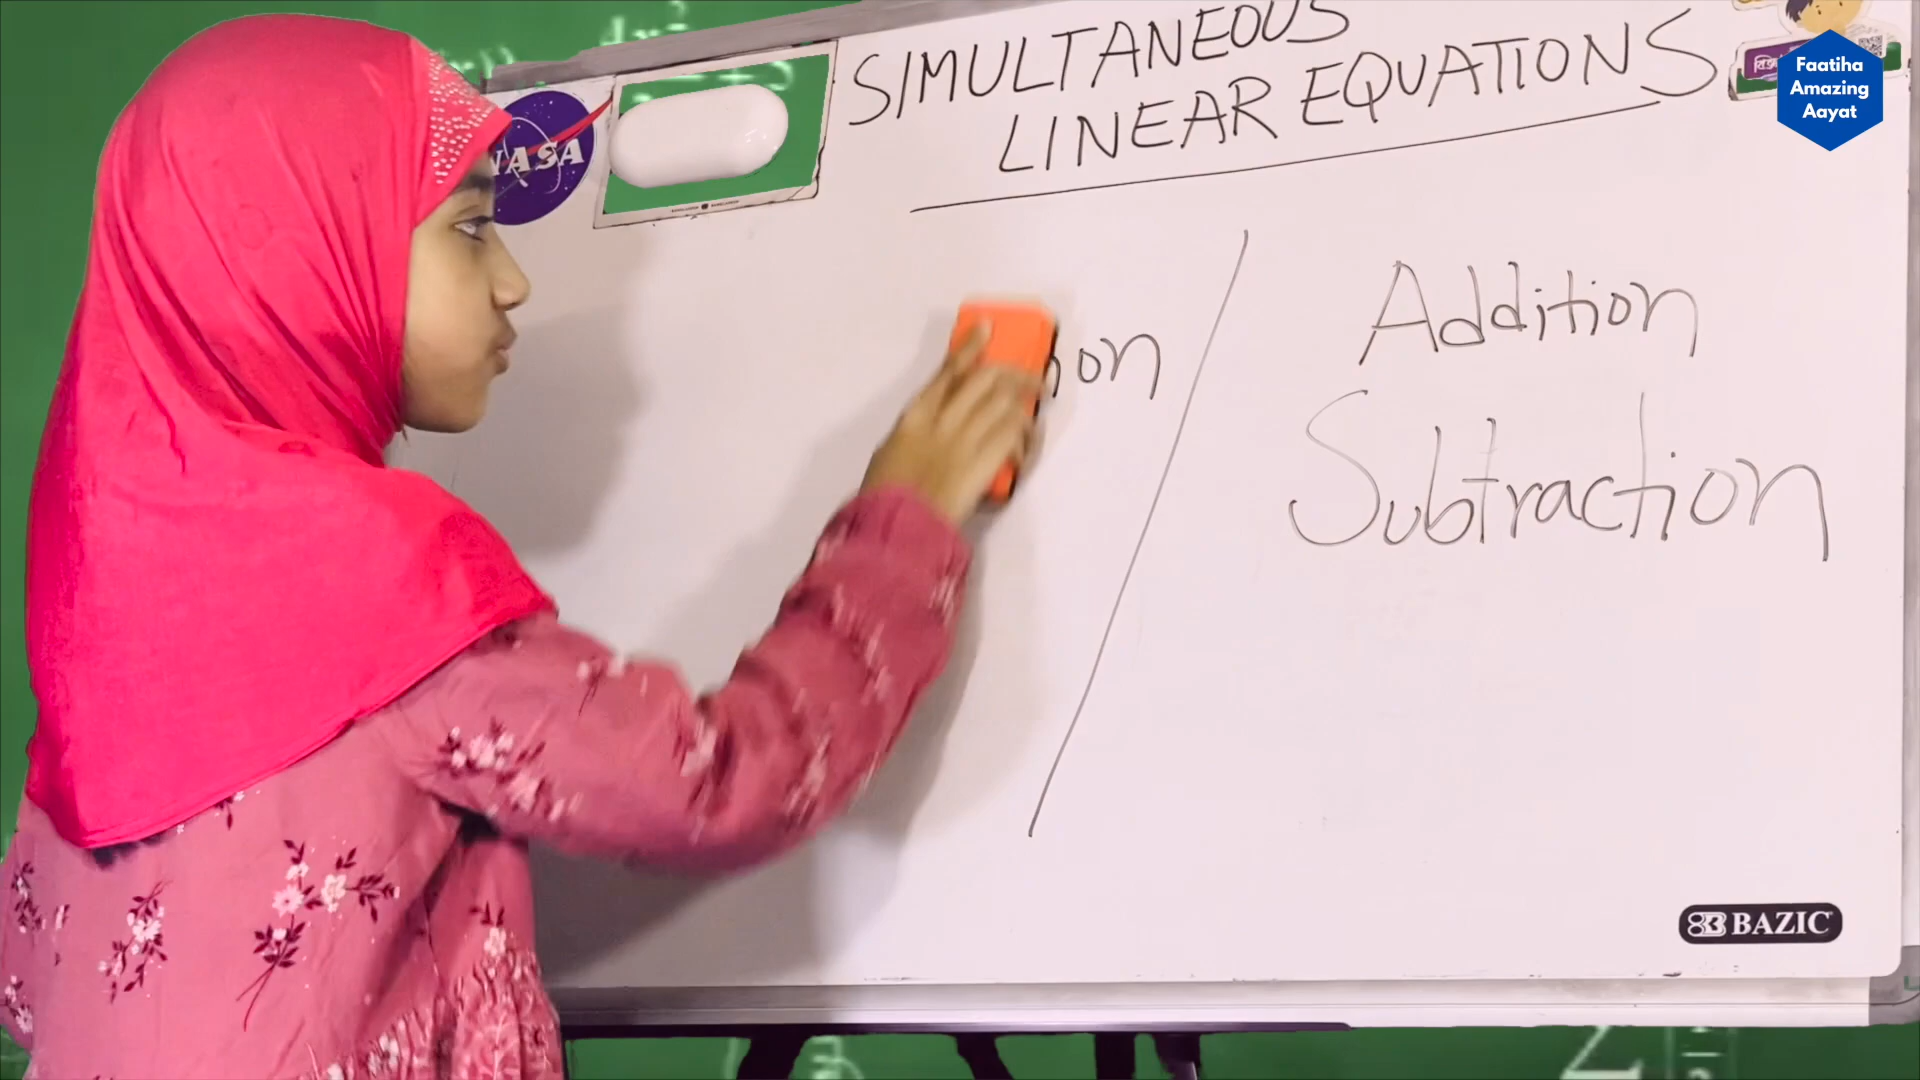 SIMULTANEOUS
LINEAR EQUATIONS
Faatiha
Amazing
Aayat
NASA
on
Addition
Subtraction
BAZIC